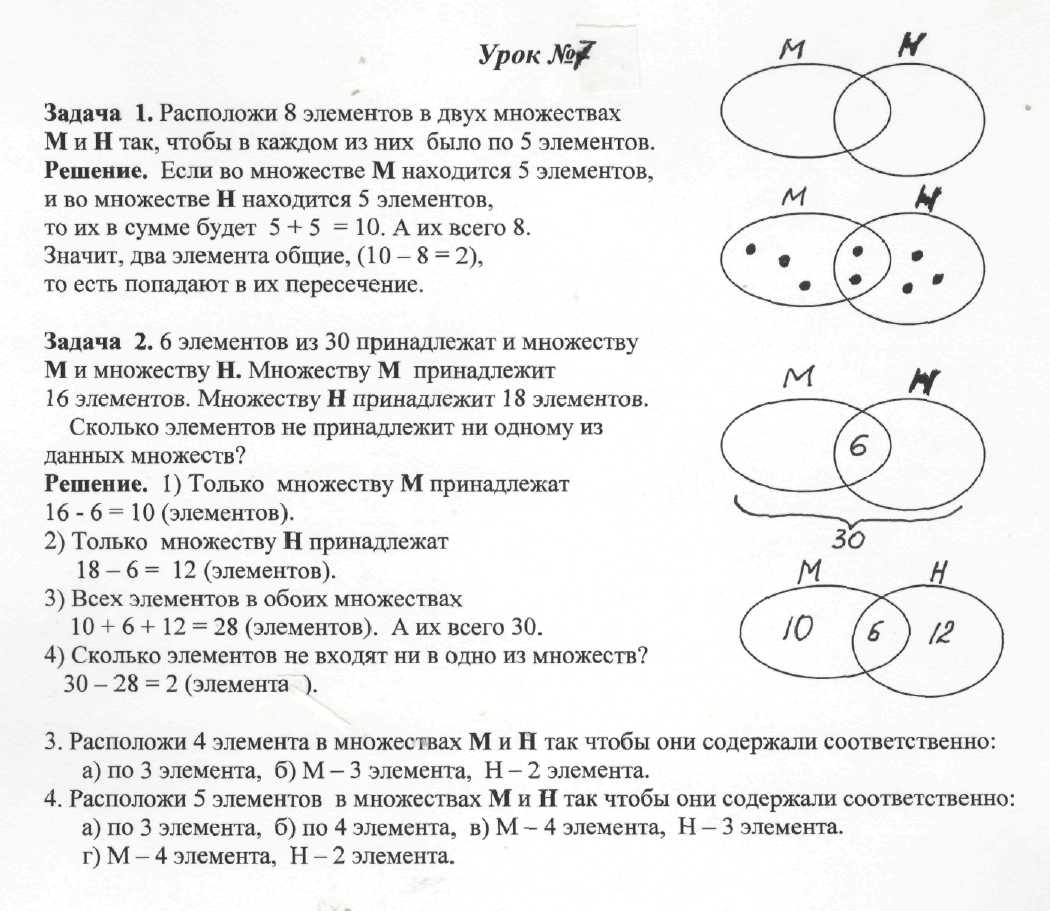 Урок №7
Задача 1. Расположи 8 элементов в двух множествах
М и Н так, чтобы в каждом из них было по 5 элементов.
Решение. Если во множестве М находится 5 элементов,
и во множестве Н находится 5 элементов,
то их в сумме будет 5 + 5 = 10. А их всего 8.
Значит, два элемента общие, (10 – 8 = 2),
то есть попадают в их пересечение.
М Н
М Н
Задача 2. 6 элементов из 30 принадлежат и множеству
М и множеству Н. Множеству М принадлежит
16 элементов. Множеству Н принадлежит 18 элементов.
Сколько элементов не принадлежит ни одному из
данных множеств?
Решение. 1) Только множеству М принадлежат
16 - 6 = 10 (элементов).
2) Только множеству Н принадлежат
18 – 6 = 12 (элементов).
3) Всех элементов в обоих множествах
10 + 6 + 12 = 28 (элементов). А их всего 30.
4) Сколько элементов не входят ни в одно из множеств?
30 – 28 = 2 (элемента ).
М Н
6
30
М Н
10 6 12
3. Расположи 4 элемента в множествах М и Н так чтобы они содержали соответственно:
а) по 3 элемента, б) М – 3 элемента, Н – 2 элемента.
4. Расположи 5 элементов в множествах М и Н так чтобы они содержали соответственно:
а) по 3 элемента, б) по 4 элемента, в) М – 4 элемента, Н – 3 элемента.
г) М – 4 элемента, Н – 2 элемента.